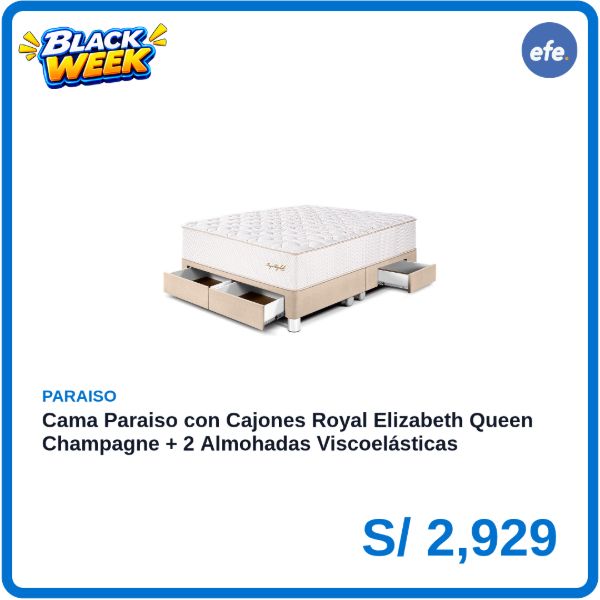 BLACK
WEEK
efe.
PARAISO
Cama Paraiso con Cajones Royal Elizabeth Queen
Champagne + 2 Almohadas Viscoelásticas
S/ 2,929